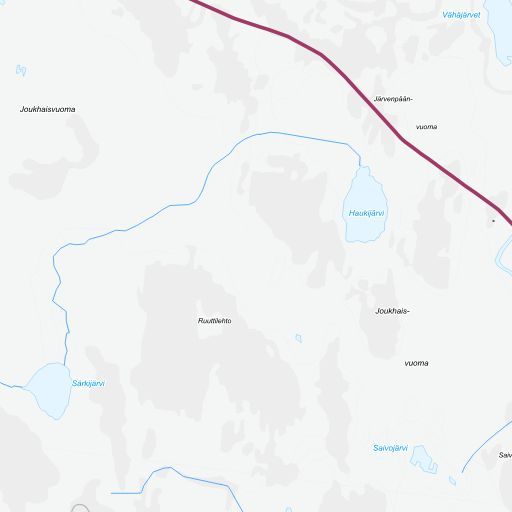 Vähäjärvet
Järvenpään-
vuoma
Joukhaisvuoma
Haukijärvi
Joukhais-
vuoma
Ruuttilehto
Särkijärvi
Saivojärvi
Saiv